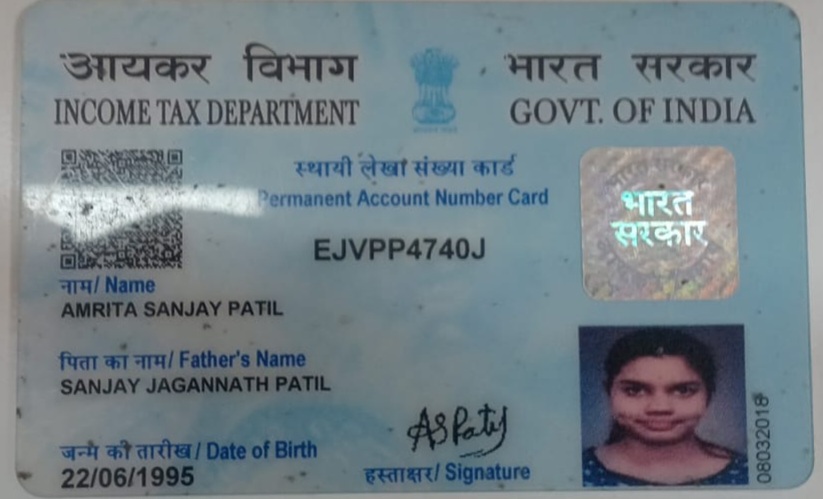 आयकर विभाग
INCOME TAX DEPARTMENT
भारत सरकार
GOVT. OF INDIA
स्थायी लेखा संख्या कार्ड
Permanent Account Number Card
EJVPP4740J
भारत
सरकार
नाम/ Name
AMRITA SANJAY PATIL
पिता का नाम/ Father's Name
SANJAY JAGANNATH PATIL
जन्म की तारीख/ Date of Birth
22/06/1995
ASPatil
हस्ताक्षर/ Signature
08032018